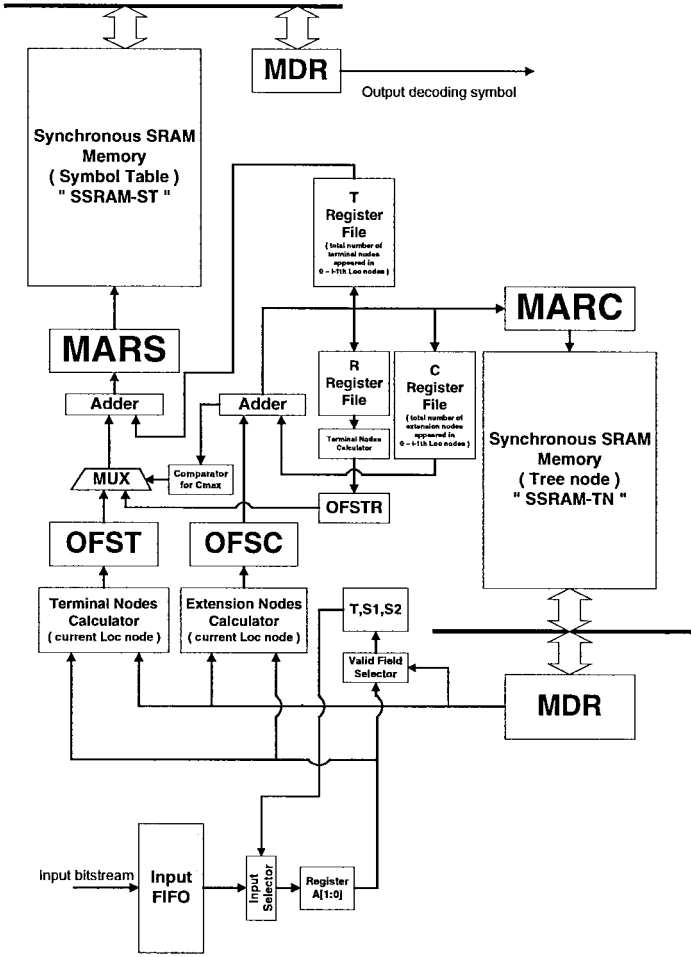 MDR
Output decoding symbol
Synchronous SRAM
Memory
( Symbol Table )
" SSRAM-ST "
T
Register
File
( total number of
terminal nodes
appeared in
0 ~ i-1th Loc nodes )
MARS
MARC
R
Register
File
C
Register
File
( total number of
extension nodes
appeared in
0 ~ i-1th Loc nodes )
Adder
Adder
Terminal Nodes
Calculator
Synchronous SRAM
Memory
( Tree node )
" SSRAM-TN "
MUX
Comparator
for Cmax
OFSTR
OFST
OFSC
Terminal Nodes
Calculator
( current Loc node )
Extension Nodes
Calculator
( current Loc node )
T,S1,S2
Valid Field
Selector
MDR
input bitstream
Input
FIFO
Input
Selector
Register
A[1:0]